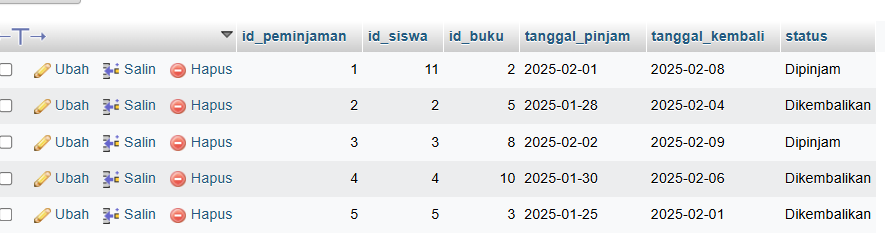 id_peminjaman id_siswa id_buku tanggal_pinjam tanggal_kembali status
Ubah Salin Hapus 1 11 2 2025-02-01 2025-02-08 Dipinjam
Ubah Salin Hapus 2 2 5 2025-01-28 2025-02-04 Dikembalikan
Ubah Salin Hapus 3 3 8 2025-02-02 2025-02-09 Dipinjam
Ubah Salin Hapus 4 4 10 2025-01-30 2025-02-06 Dikembalikan
Ubah Salin Hapus 5 5 3 2025-01-25 2025-02-01 Dikembalikan